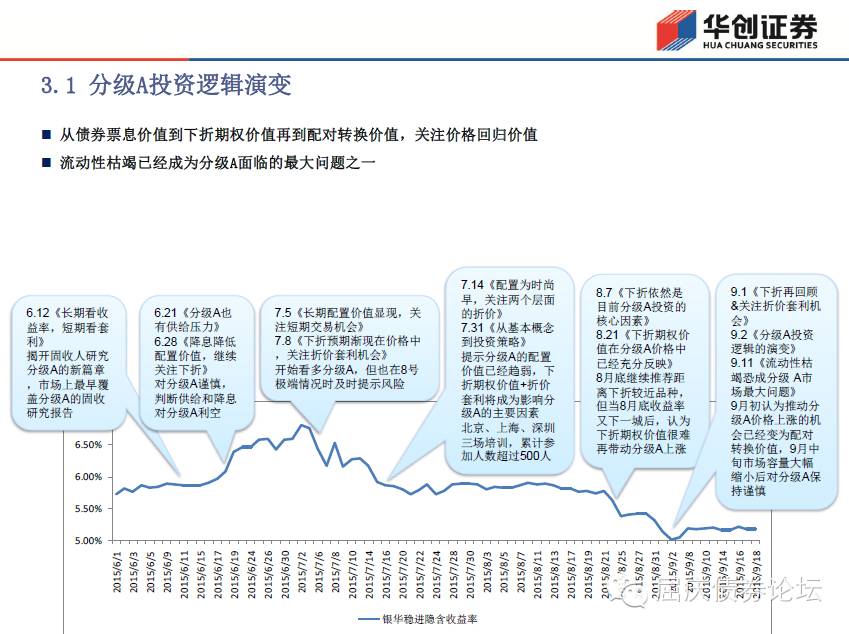 华创证券
HUA CHUANG SECURITIES
3.1 分级A投资逻辑演变
从债券票息价值到下折期权价值再到配对转换价值，关注价格回归价值
流动性枯竭已经成为分级A面临的最大问题之一
6.12《长期看收
益率，短期看套
利》
揭开固收人研究
分级A的新篇章
，市场上最早覆
盖分级A的固收
研究报告
6.21《分级A也
有供给压力》
6.28《降息降低
配置价值，继续
关注下折》
对分级A谨慎，
判断供给和降息
对分级A利空
7.5《长期配置价值显现，关
注短期交易机会》
7.8《下折预期渐现在价格中
，关注折价套利机会》
开始看多分级A，但也在8号
极端情况时及时提示风险
7.14《配置为时尚
早，关注两个层面
的折价》
7.31《从基本概念
到投资策略》
提示分级A的配置
价值已经趋弱，下
折期权价值+折价
套利将成为影响分
级A的主要因素
北京、上海、深圳
三场培训，累计参
加人数超过500人
8.7《下折依然是
目前分级A投资的
核心因素》
8.21《下折期权价
值在分级A价格中
已经充分反映》
8月底继续推荐距
离下折较近品种，
但当8月底收益率
又下一城后，认为
下折期权价值很难
再带动分级A上涨
9.1《下折再回顾
&关注折价套利机
会》
9.2《分级A投资
逻辑的演变》
9.11《流动性枯
竭恐成分级 A市
场最大问题》
9月初认为推动分
级A价格上涨的机
会已经变为配对
转换价值，9月中
旬市场容量大幅
缩小后对分级A保
持谨慎
6.50%
6.00%
5.50%
5.00%
2015/6/1
2015/6/3
2015/6/5
2015/6/9
2015/6/11
2015/6/15
2015/6/17
2015/6/19
2015/6/24
2015/6/26
2015/6/30
2015/7/2
2015/7/6
2015/7/8
2015/7/10
2015/7/14
2015/7/16
2015/7/20
2015/7/22
2015/7/24
2015/7/28
2015/7/30
2015/8/3
2015/8/5
2015/8/7
2015/8/11
2015/8/13
2015/8/17
2015/8/19
2015/8/21
2015/8/25
2015/8/27
2015/8/31
2015/9/2
2015/9/8
2015/9/10
2015/9/14
2015/9/16
2015/9/18
银华稳进隐含收益率
屈庆债券论坛